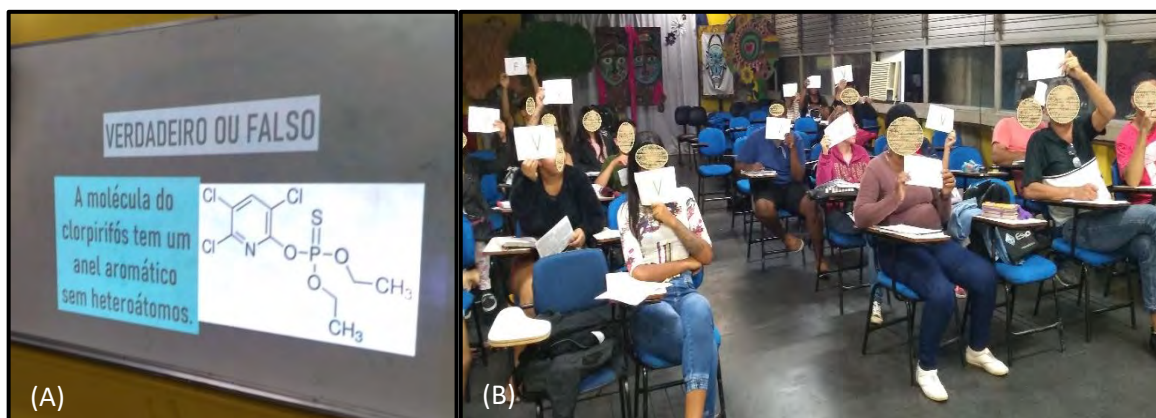 VERDADEIRO OU FALSO
A molécula do
clorpirifós tem um
anel aromático
sem heteroátomos.
Cl
Cl
S
Cl
N
O
P
O
CH₃
O
CH₃
(A)
F
V
V
V
V
V
(B)